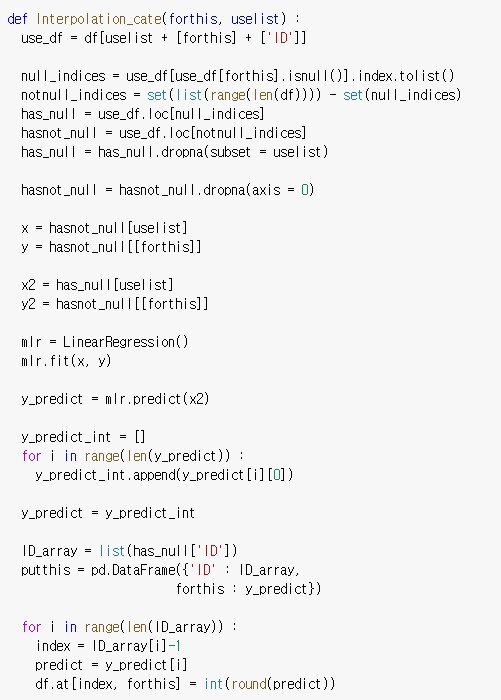 def Interpolation_cate(forthis, uselist) :
  use_df = df[uselist + [forthis] + ['ID']]

  null_indices = use_df[use_df[forthis].isnull()].index.tolist()
  notnull_indices = set(list(range(len(df)))) - set(null_indices)
  has_null = use_df.loc[null_indices]
  hasnot_null = use_df.loc[notnull_indices]
  has_null = has_null.dropna(subset = uselist)

  hasnot_null = hasnot_null.dropna(axis = 0)

  x = hasnot_null[uselist]
  y = hasnot_null[[forthis]]

  x2 = has_null[uselist]
  y2 = hasnot_null[[forthis]]

  mlr = LinearRegression()
  mlr.fit(x, y)

  y_predict = mlr.predict(x2)

  y_predict_int = []
  for i in range(len(y_predict)) :
    y_predict_int.append(y_predict[i][0])

  y_predict = y_predict_int

  ID_array = list(has_null['ID'])
  putthis = pd.DataFrame({'ID' : ID_array,
                          forthis : y_predict})

  for i in range(len(ID_array)) :
    index = ID_array[i]-1
    predict = y_predict[i]
    df.at[index, forthis] = int(round(predict))